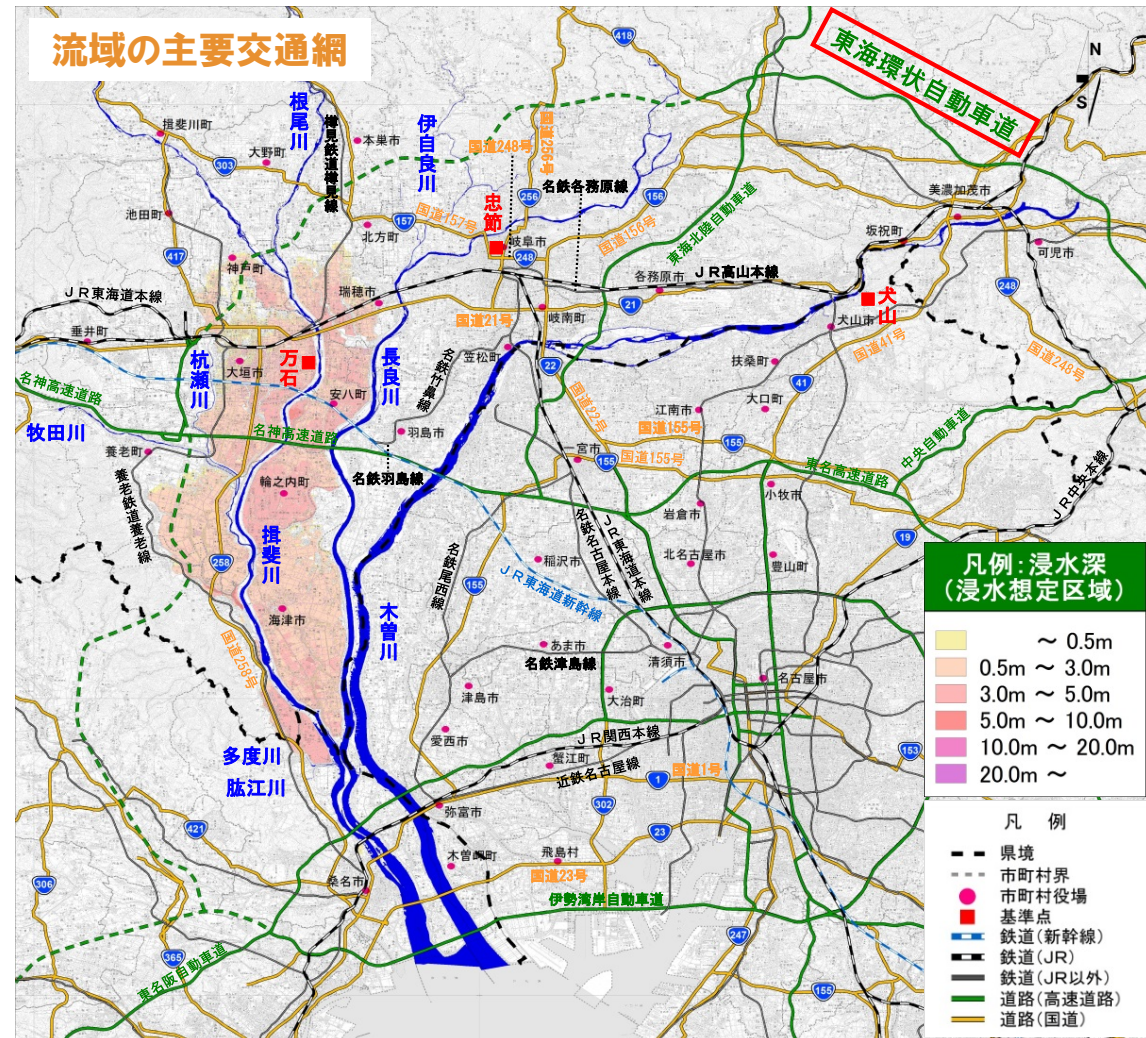 流域の主要交通網
東海環状自動車道
N
S
418
根尾川
伊自良川
樽見鉄道樽見線
揖斐川町
本巣市
大野町
303
国道248号
国道256号
名鉄各務原線
256
156
美濃加茂市
池田町
157
国道157号
忠節
国道156号
東海北陸自動車道
坂祝町
北方町
岐阜市
248
可児市
417
神戸町
各務原市
JR高山本線
JR東海道本線
瑞穂市
21
犬山
248
垂井町
国道21号
岐南町
犬山市
国道41号
笠松町
国道248号
杭瀬川
大垣市
万石
長良川
名鉄竹鼻線
22
扶桑町
名神高速道路
41
安八町
国道22号
江南市
大口町
牧田川
名神高速道路
羽島市
国道155号
155
中央自動車道
養老町
一宮市
155
国道155号
東名高速道路
名鉄羽島線
輪之内町
小牧市
JR中央本線
養老鉄道養老線
岩倉市
揖斐川
名鉄尾西線
名鉄名古屋本線
JR東海道本線
19
258
155
稲沢市
北名古屋市
豊山町
JR東海道新幹線
木曽川
海津市
国道258号
あま市
名鉄津島線
清須市
名古屋市
津島市
大治町
愛西市
JR関西本線
多度川
肱江川
蟹江町
近鉄名古屋線
1
国道1号
153
弥富市
302
421
23
木曽岬町
飛島村
国道23号
306
桑名市
伊勢湾岸自動車道
247
365
東名阪自動車道
155
凡例:浸水深
(浸水想定区域)
~ 0.5m
0.5m ~ 3.0m
3.0m ~ 5.0m
5.0m ~ 10.0m
10.0m ~ 20.0m
20.0m ~
凡 例
県境
市町村界
市町村役場
基準点
鉄道(新幹線)
鉄道(JR)
鉄道(JR以外)
道路(高速道路)
道路(国道)